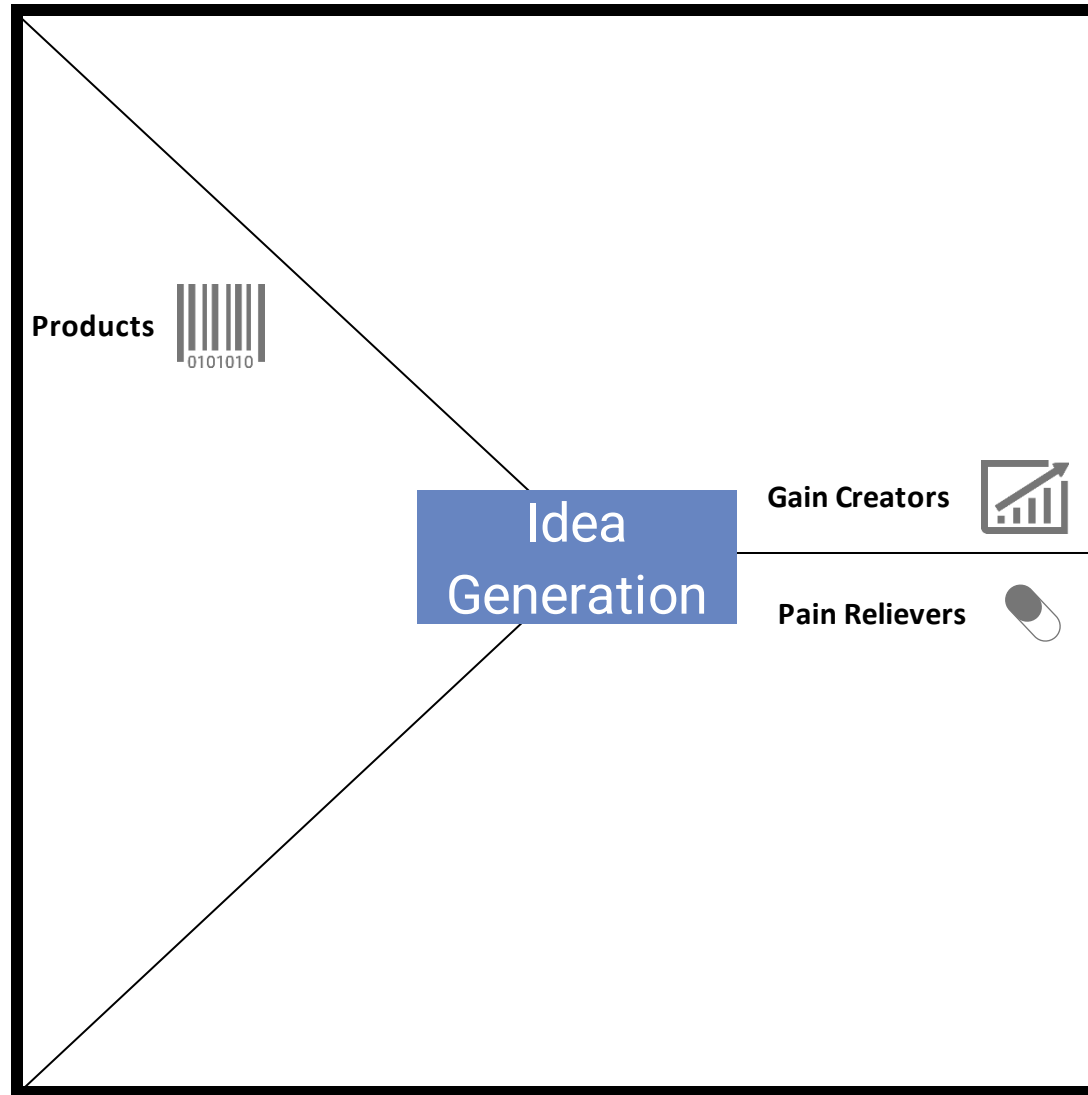 Products
0101010
Gain Creators
Idea
Generation
Pain Relievers